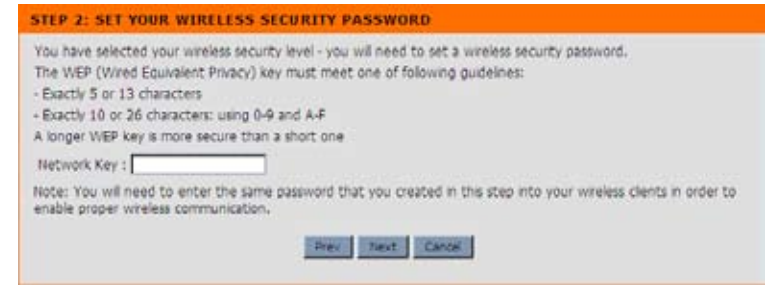 STEP 2: SET YOUR WIRELESS SECURITY PASSWORD
You have selected your wireless security level - you will need to set a wireless security password.
The WEP (Wired Equivalent Privacy) key must meet one of following guidelines:
- Exactly 5 or 13 characters
- Exactly 10 or 26 characters: using 0-9 and A-F
A longer WEP key is more secure than a short one
Network Key :
Note: You will need to enter the same password that you created in this step into your wireless clients in order to
enable proper wireless communication.
Prev Next Cancel